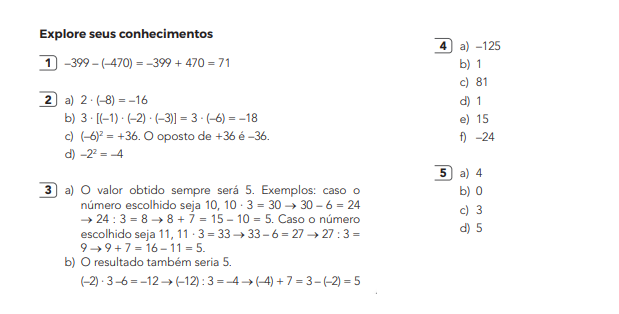 Explore seus conhecimentos
1 –399 – (–470) = –399 + 470 = 71
2 a) 2 · (–8) = –16
b) 3 · [(–1) · (–2) · (–3)] = 3 · (–6) = –18
c) (–6)² = +36. O oposto de +36 é –36.
d) –2² = –4
3 a) O valor obtido sempre será 5. Exemplos: caso o
número escolhido seja 10, 10 · 3 = 30 → 30 – 6 = 24
→ 24 : 3 = 8 → 8 + 7 = 15 – 10 = 5. Caso o número
escolhido seja 11, 11 · 3 = 33 → 33 – 6 = 27 → 27 : 3 =
9 → 9 + 7 = 16 – 11 = 5.
b) O resultado também seria 5.
(–2) · 3 –6 = –12 → (–12) : 3 = –4 → (–4) + 7 = 3 – (–2) = 5
4 a) –125
b) 1
c) 81
d) 1
e) 15
f) –24
5 a) 4
b) 0
c) 3
d) 5